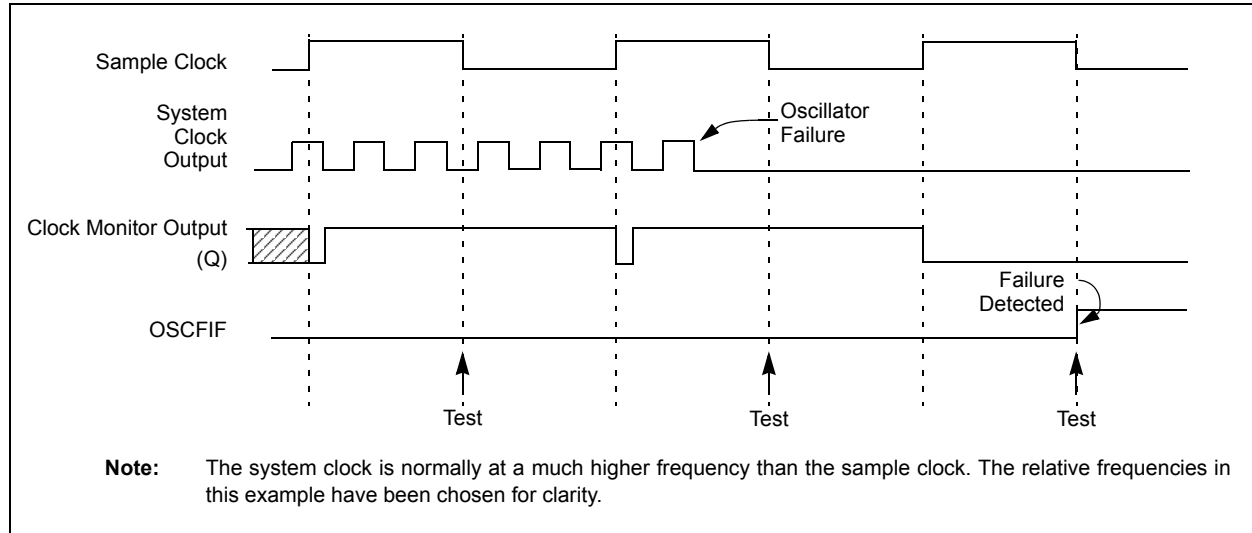 Sample Clock
System
Clock
Output
Oscillator
Failure
Clock Monitor Output
(Q)
Failure
Detected
OSCFIF
Test
Test
Test
Note: The system clock is normally at a much higher frequency than the sample clock. The relative frequencies in
this example have been chosen for clarity.